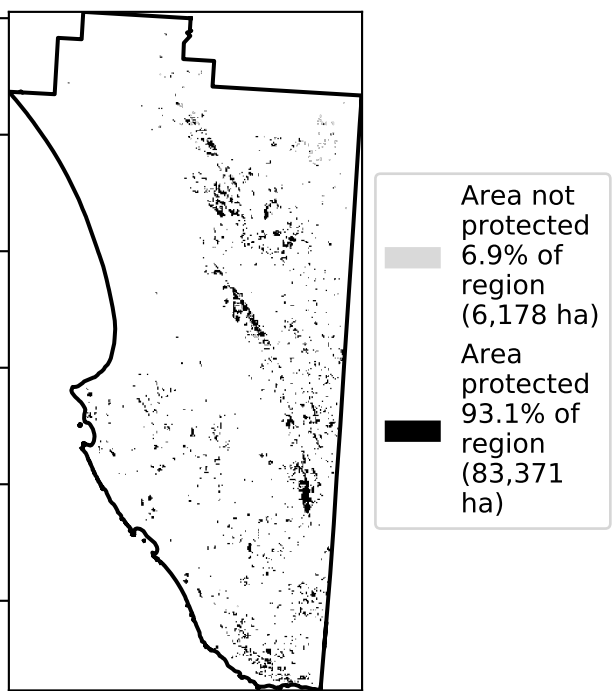 Area not
protected
6.9% of
region
(6,178 ha)
Area
protected
93.1% of
region
(83,371
ha)